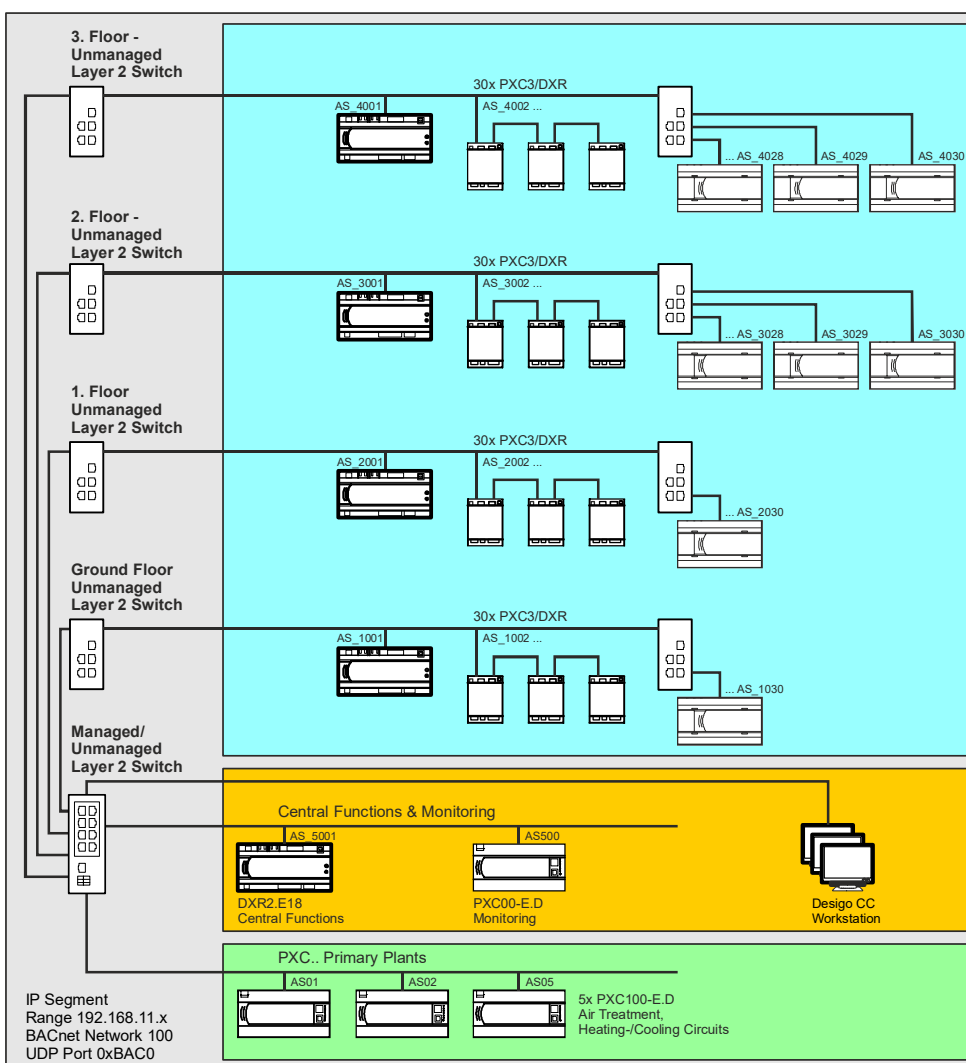 3. Floor -
Unmanaged
Layer 2 Switch
30x PXC3/DXR
AS_4001
AS_4002 ...
... AS_4028
AS_4029
AS_4030
2. Floor -
Unmanaged
Layer 2 Switch
30x PXC3/DXR
AS_3001
AS_3002 ...
... AS_3028
AS_3029
AS_3030
1. Floor
Unmanaged
Layer 2 Switch
30x PXC3/DXR
AS_2001
AS_2002 ...
... AS_2030
Ground Floor
Unmanaged
Layer 2 Switch
30x PXC3/DXR
AS_1001
AS_1002 ...
... AS_1030
Managed/
Unmanaged
Layer 2 Switch
Central Functions & Monitoring
AS_5001
AS500
DXR2.E18
Central Functions
PXC00-E.D
Monitoring
Desigo CC
Workstation
PXC.. Primary Plants
AS01
AS02
AS05
5x PXC100-E.D
Air Treatment,
Heating-/Cooling Circuits
IP Segment
Range 192.168.11.x
BACnet Network 100
UDP Port 0xBAC0